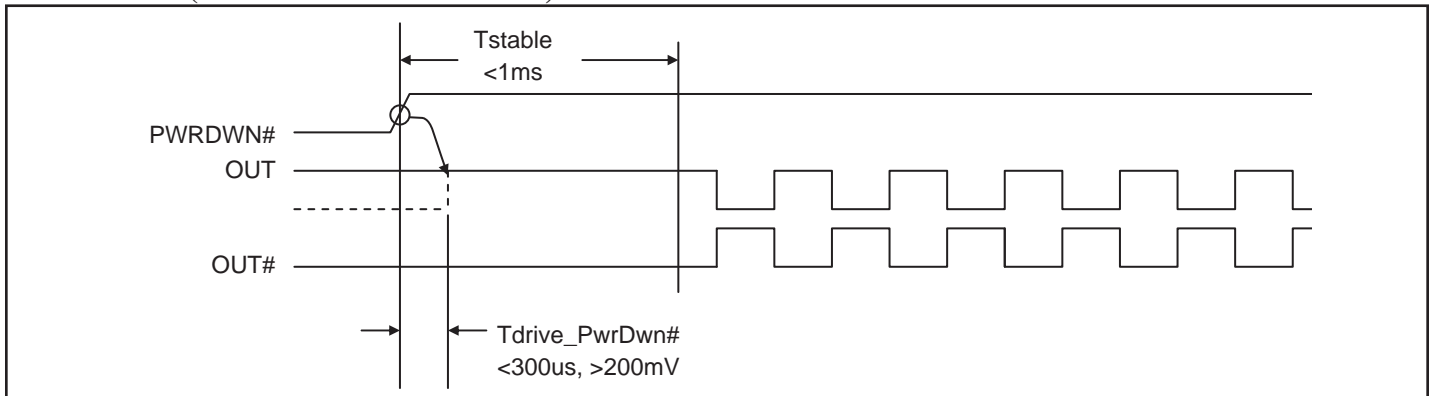 Tstable
<1ms
PWRDWN#
OUT
OUT#
Tdrive_PwrDwn#
<300us, >200mV